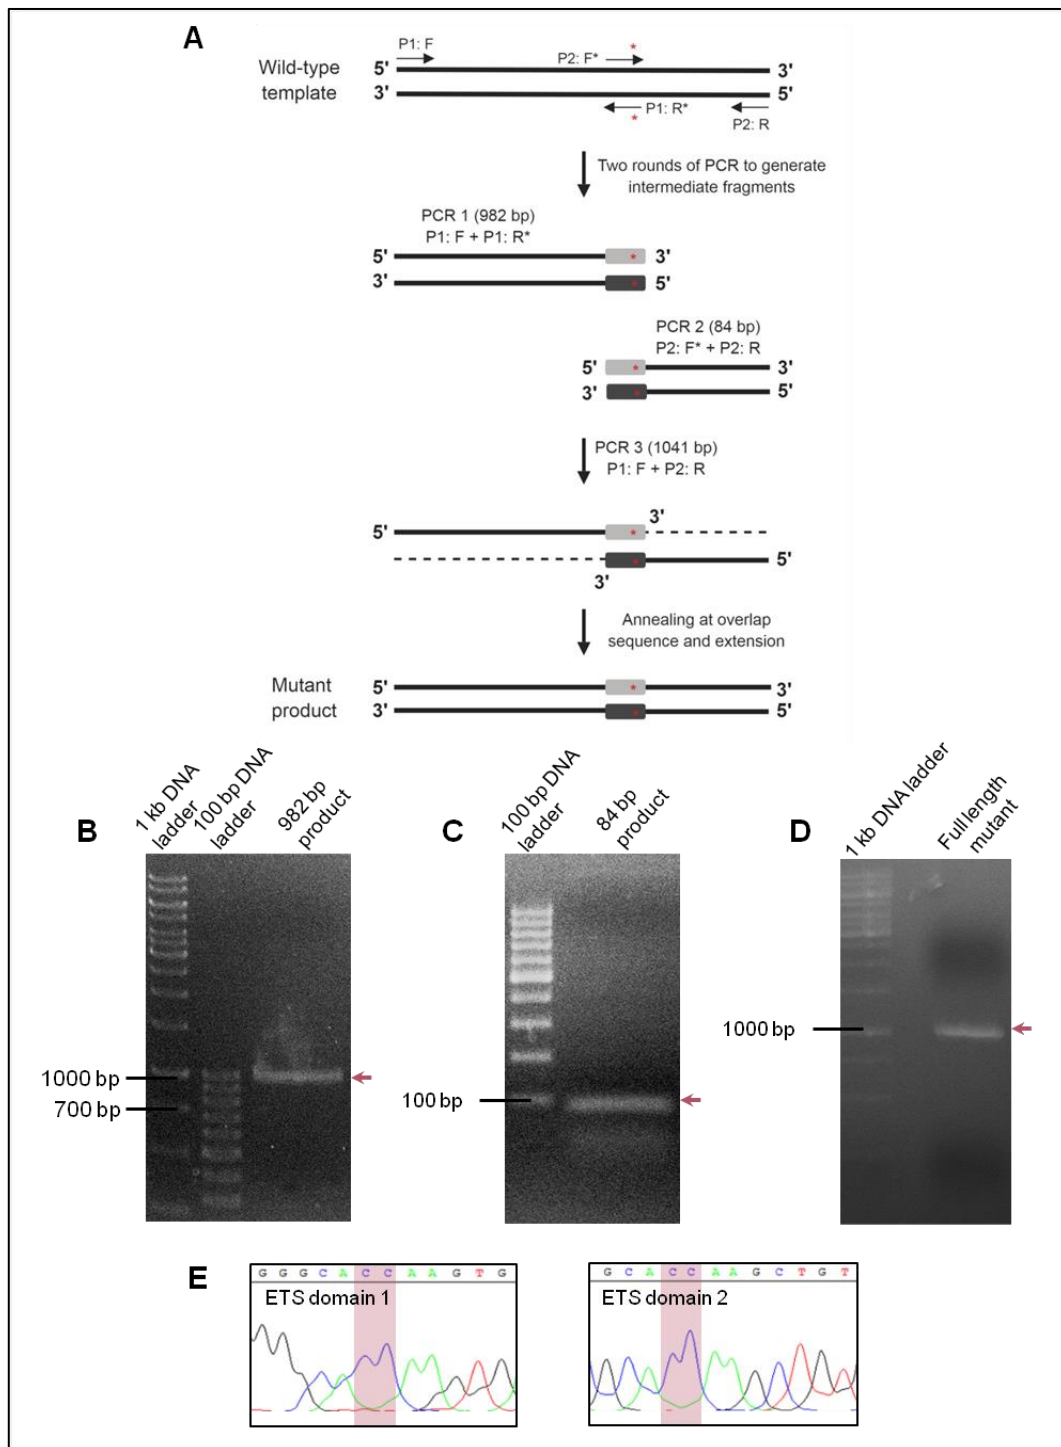 A
P1: F
P2: F*
*
Wild-type
template
5'
3'
3'
5'
*
P1: R*
P2: R
Two rounds of PCR to generate
intermediate fragments
PCR 1 (982 bp)
P1: F + P1: R*
5'
*
3'
3'
*
5'
PCR 2 (84 bp)
P2: F* + P2: R
5'
*
3'
3'
*
5'
PCR 3 (1041 bp)
P1: F + P2: R
3'
5'
*
*
5'
3'
Annealing at overlap
sequence and extension
Mutant
product
5'
*
3'
3'
*
5'
B
1 kb DNA
ladder
100 bp DNA
ladder
982 bp
product
1000 bp
700 bp
C
100 bp DNA
ladder
84 bp
product
100 bp
D
1 kb DNA ladder
Full length
mutant
1000 bp
E
G G G C A C C A A G T G
ETS domain 1
G C A C C A A G C T G T
ETS domain 2